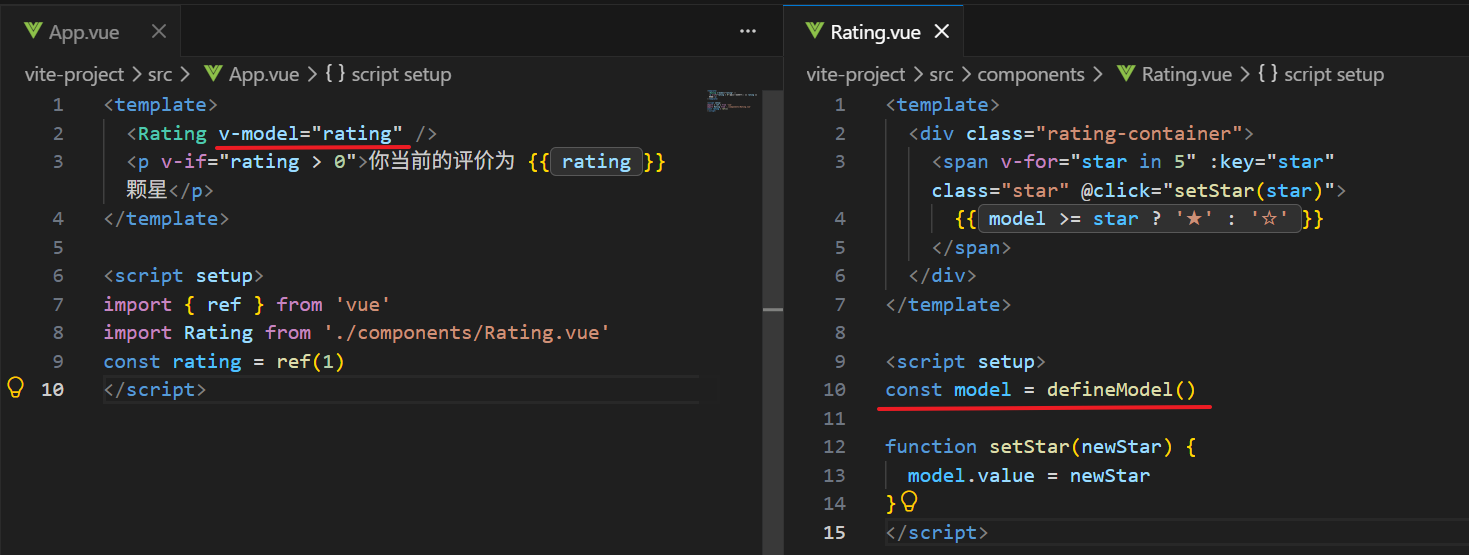 App.vue
vite-project > src > App.vue > {} script setup
1 <template>
2 <Rating v-model="rating" />
3 <p v-if="rating > 0">你当前的评价为 {{ rating }}
颗星</p>
4 </template>
5
6 <script setup>
7 import { ref } from 'vue'
8 import Rating from './components/Rating.vue'
9 const rating = ref(1)
10 </script>
Rating.vue
vite-project > src > components > Rating.vue > {} script setup
1 <template>
2 <div class="rating-container">
3 <span v-for="star in 5" :key="star"
class="star" @click="setStar(star)">
4 {{ model >= star ? '★' : '☆' }}
5 </span>
6 </div>
7 </template>
8
9 <script setup>
10 const model = defineModel()
11
12 function setStar(newStar) {
13 model.value = newStar
14 }
15 </script>